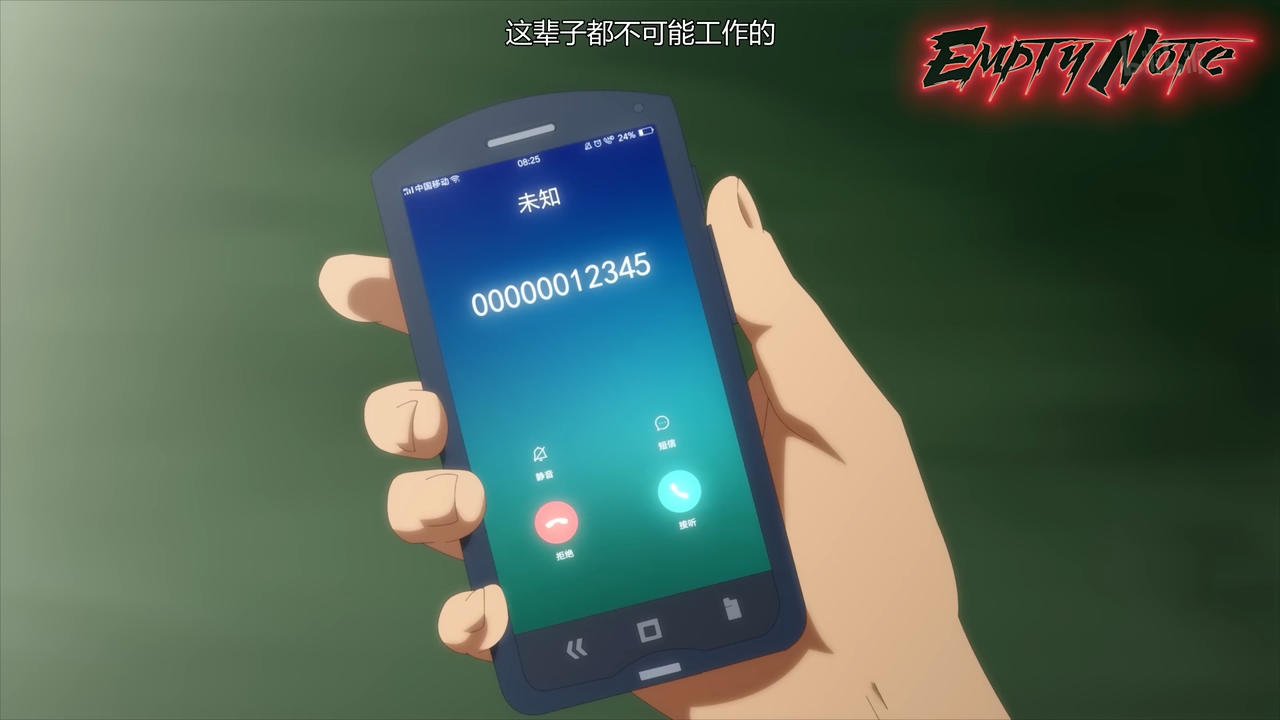 这辈子都不可能工作的
EMPTY NOTE
中国移动
08:25
24%
未知
00000012345
静音
短信
拒绝
接听